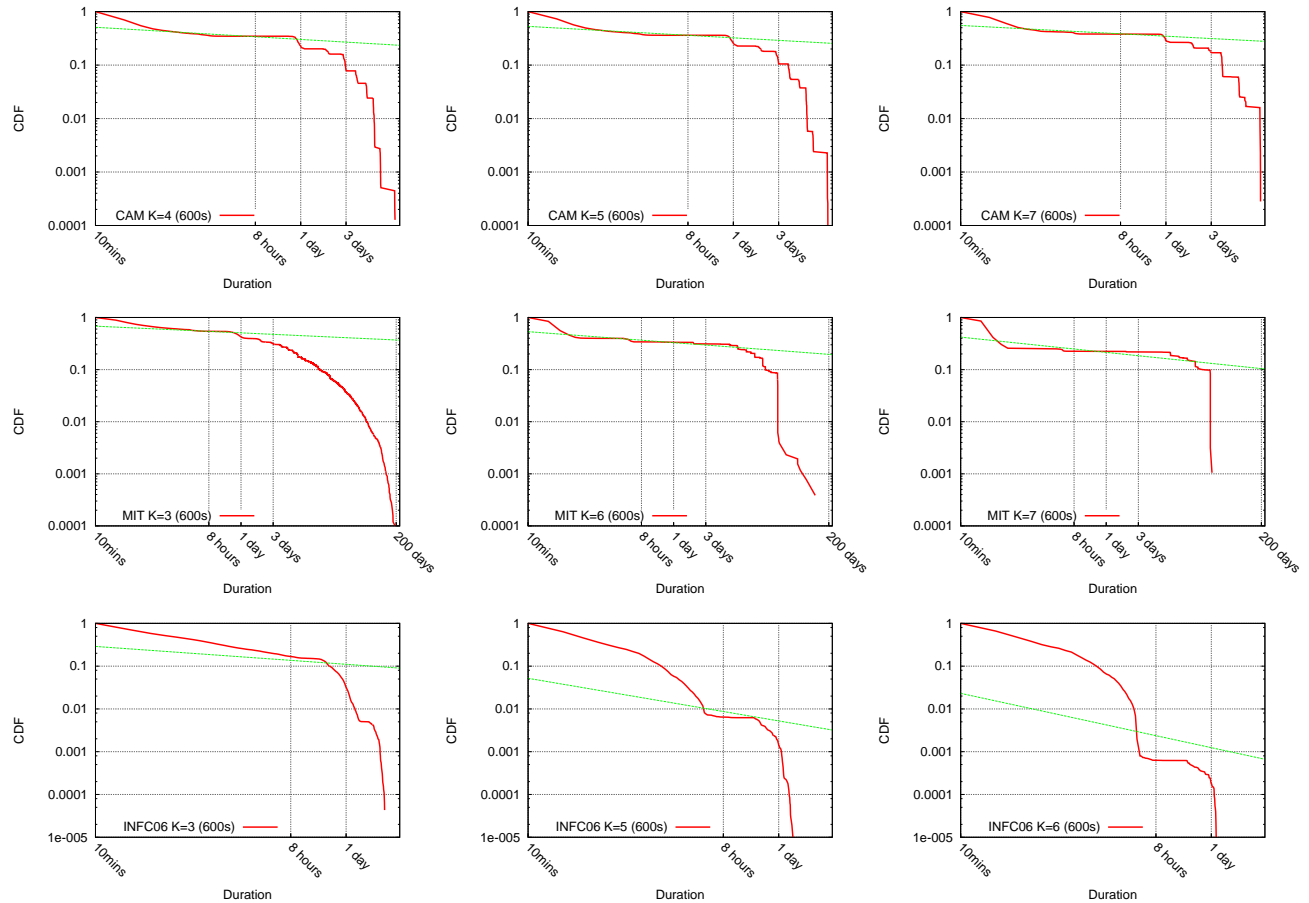 1
0.1
0.01
0.001
0.0001
CDF
CAM K=4 (600s)
10mins
8 hours
1 day
3 days
Duration
1
0.1
0.01
0.001
0.0001
CDF
CAM K=5 (600s)
10mins
8 hours
1 day
3 days
Duration
1
0.1
0.01
0.001
0.0001
CDF
CAM K=7 (600s)
10mins
8 hours
1 day
3 days
Duration
1
0.1
0.01
0.001
0.0001
CDF
MIT K=3 (600s)
10mins
8 hours
1 day
3 days
200 days
Duration
1
0.1
0.01
0.001
0.0001
CDF
MIT K=6 (600s)
10mins
8 hours
1 day
3 days
200 days
Duration
1
0.1
0.01
0.001
0.0001
CDF
MIT K=7 (600s)
10mins
8 hours
1 day
3 days
200 days
Duration
1
0.1
0.01
0.001
0.0001
1e-005
CDF
INFC06 K=3 (600s)
10mins
8 hours
1 day
Duration
1
0.1
0.01
0.001
0.0001
1e-005
CDF
INFC06 K=5 (600s)
10mins
8 hours
1 day
Duration
1
0.1
0.01
0.001
0.0001
1e-005
CDF
INFC06 K=6 (600s)
10mins
8 hours
1 day
Duration